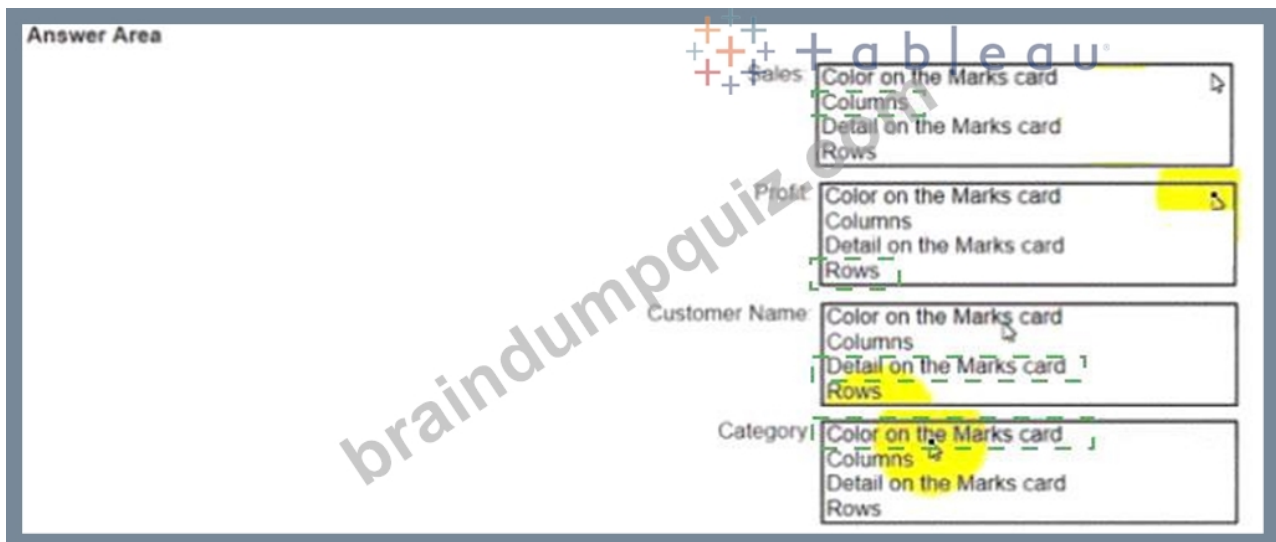 Answer Area
+ableau
Sales:
Color on the Marks card
Columns
Detail on the Marks card
Rows
Profit:
Color on the Marks card
Columns
Detail on the Marks card
Rows
Customer Name:
Color on the Marks card
Columns
Detail on the Marks card
Rows
Category
Color on the Marks card
Columns
Detail on the Marks card
Rows
braindumpquiz.com